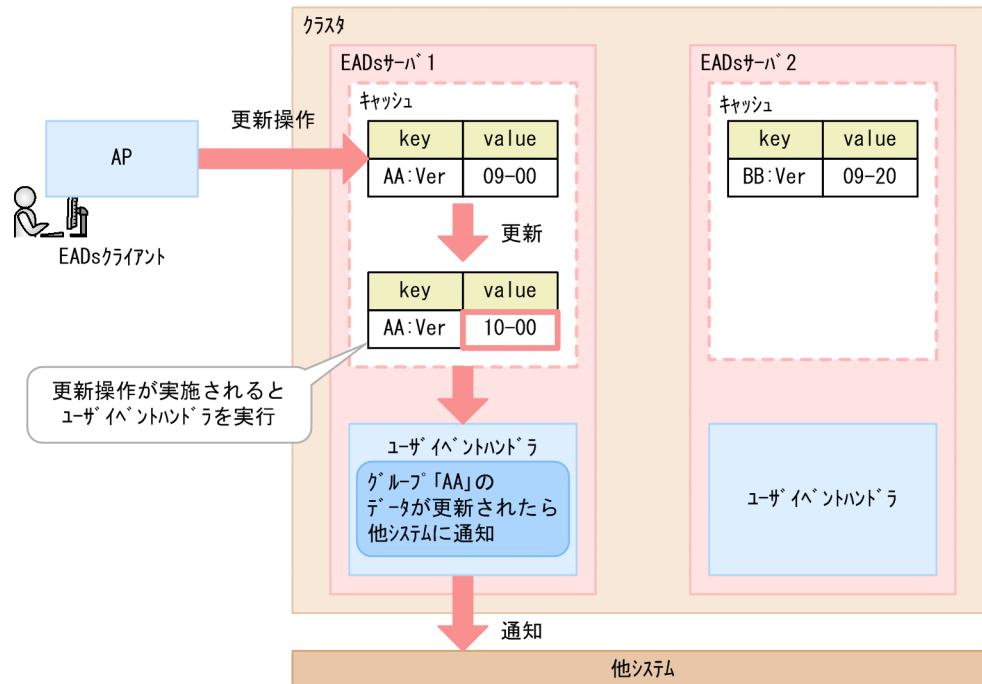 クラスタ
EADsサーバ1
EADsサーバ2
キャッシュ
キャッシュ
更新操作
AP
key value
AA:Ver 09-00
key value
BB:Ver 09-20
更新
EADsクライアント
key value
AA:Ver 10-00
更新操作が実施されると
ユーザイベントハンドラを実行
ユーザイベントハンドラ
グループ「AA」の
データが更新されたら
他システムに通知
ユーザイベントハンドラ
通知
他システム